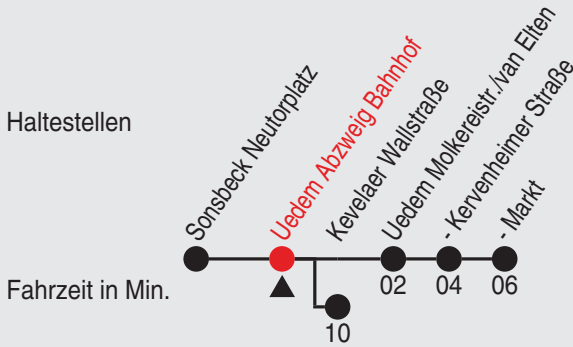 Haltestellen
Sonsbeck Neutorplatz
Uedem Abzweig Bahnhof
Kevelaer Wallstraße
Uedem Molkereistr./van Elten
- Kervenheimer Straße
- Markt
Fahrzeit in Min.
02 04 06
10